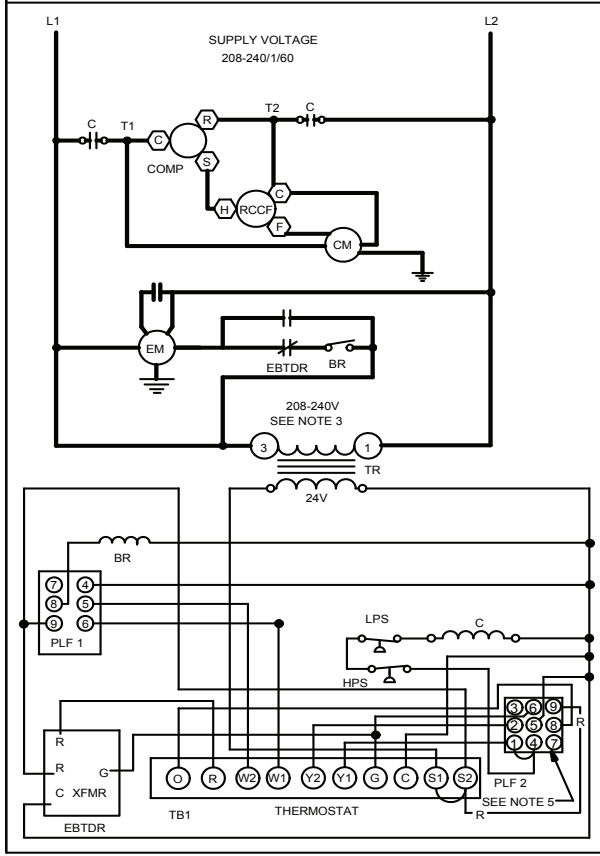 L1
L2
SUPPLY VOLTAGE
208-240/1/60
C
T1
C
R
T2
C
S
COMP
H
RCCF
C
F
CM
EM
EBTDR
BR
208-240V
SEE NOTE 3
3
1
TR
24V
BR
7
4
8
5
9
6
PLF 1
LPS
C
HPS
3
6
9
2
5
8
1
4
7
R
PLF 2
SEE NOTE 5
R
R
G
C
XFMR
EBTDR
O
R
W2
W1
Y2
Y1
G
C
S1
S2
R
TB1
THERMOSTAT